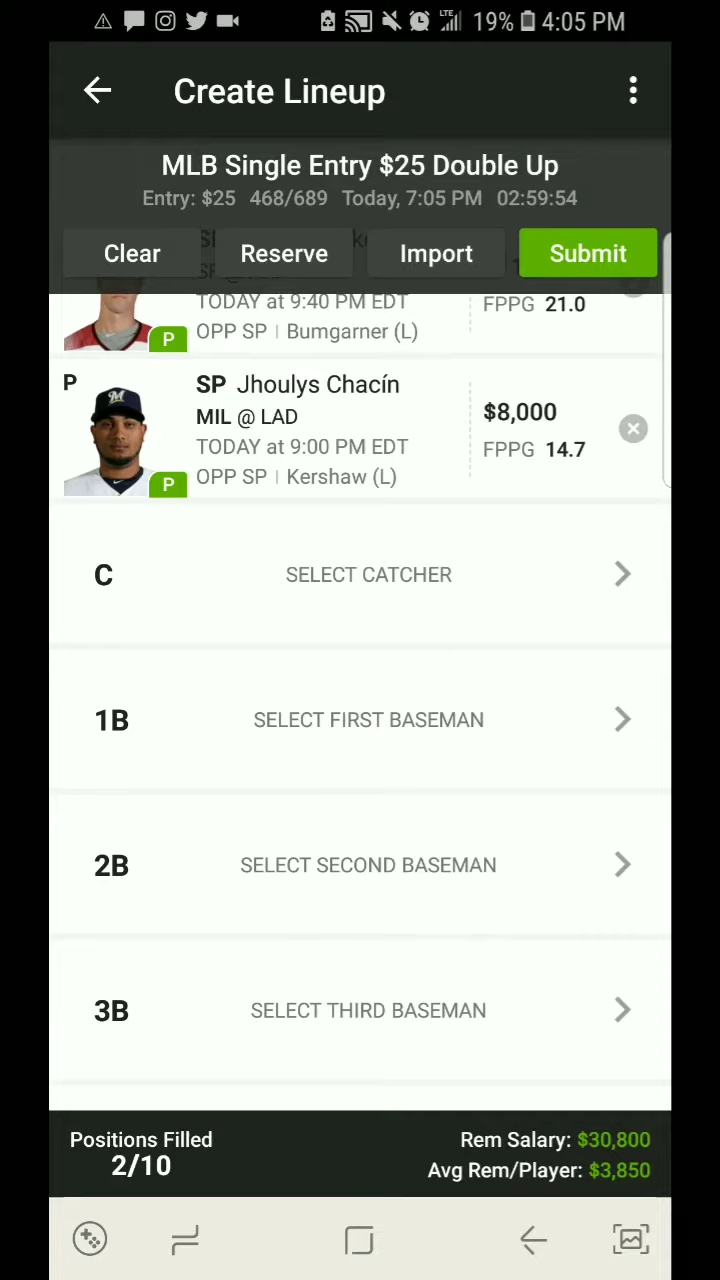 LTE 19% 4:05 PM
Create Lineup
MLB Single Entry $25 Double Up
Entry: $25 468/689 Today, 7:05 PM 02:59:54
Clear Reserve Import Submit
TODAY at 9:40 PM EDT
FPPG 21.0
OPP SP | Bumgarner (L)
P
P
SP Jhoulys Chacín
MIL @ LAD
$8,000
TODAY at 9:00 PM EDT
FPPG 14.7
OPP SP | Kershaw (L)
P
C SELECT CATCHER
1B SELECT FIRST BASEMAN
2B SELECT SECOND BASEMAN
3B SELECT THIRD BASEMAN
Positions Filled
2/10
Rem Salary: $30,800
Avg Rem/Player: $3,850